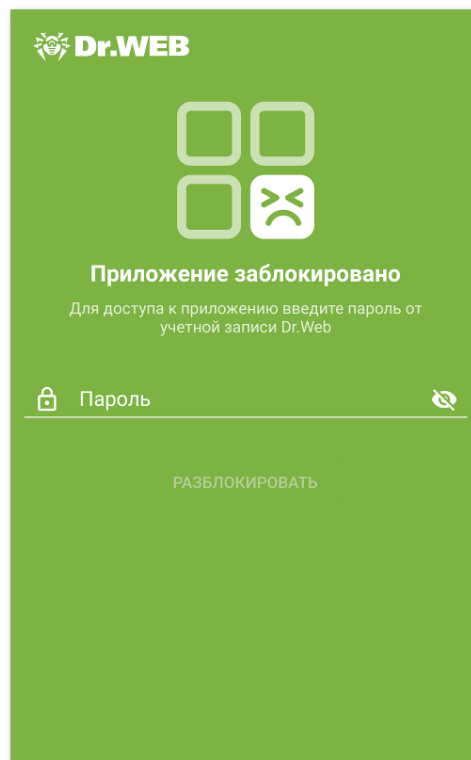 Dr.WEB
Приложение заблокировано
Для доступа к приложению введите пароль от
учетной записи Dr.Web
Пароль
РАЗБЛОКИРОВАТЬ